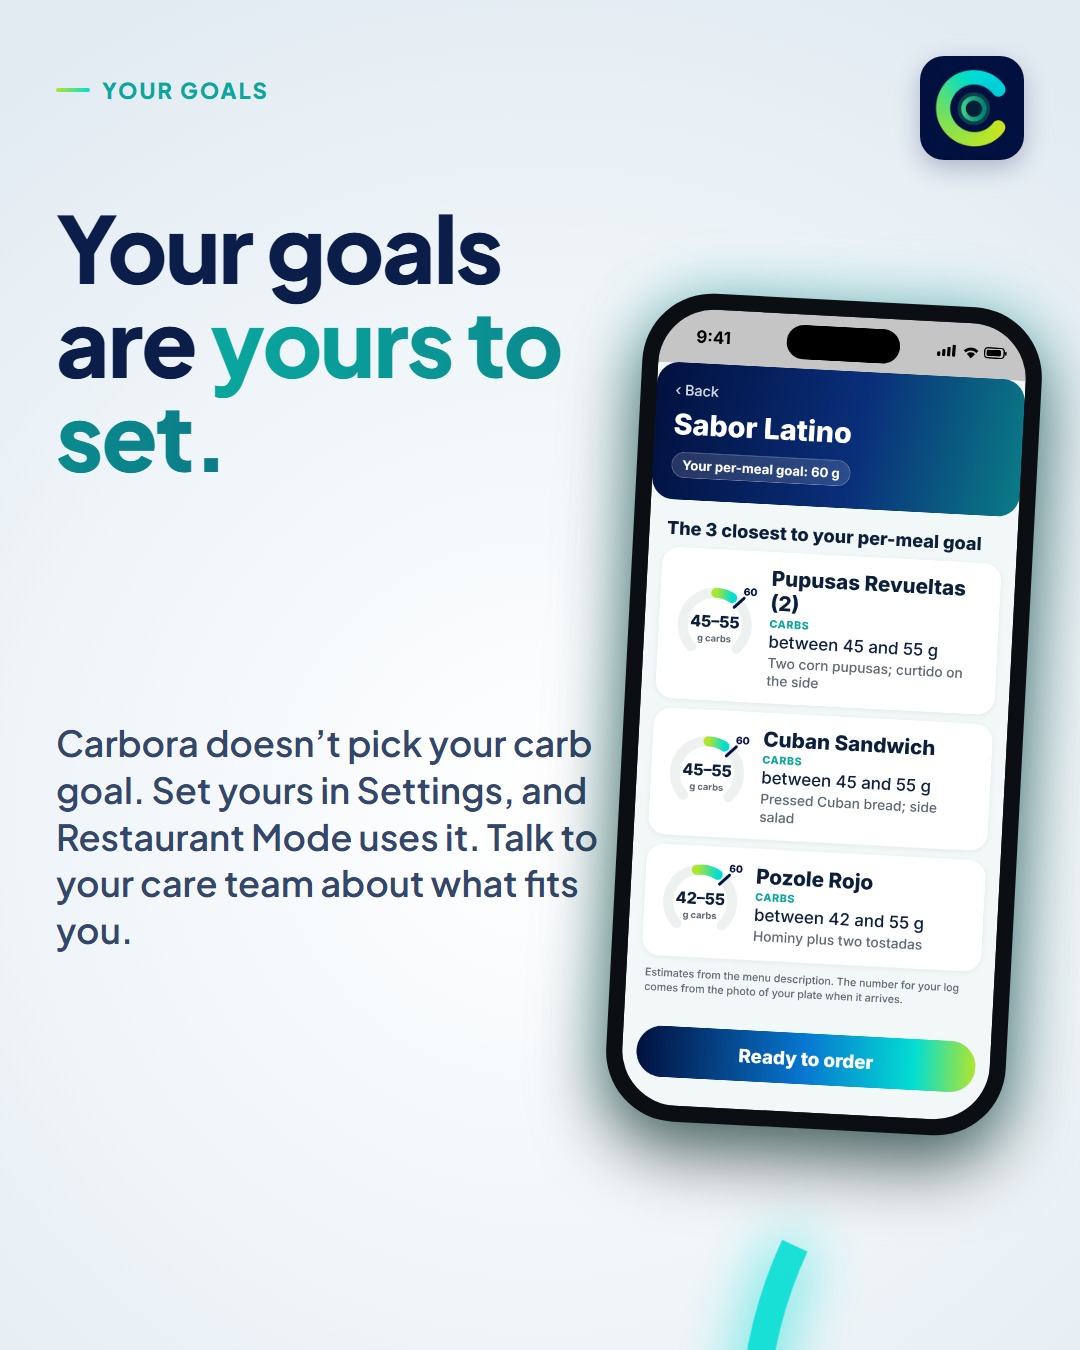 YOUR GOALS
Your goals
are yours to
set.
Carbora doesn’t pick your carb
goal. Set yours in Settings, and
Restaurant Mode uses it. Talk to
your care team about what fits
you.
9:41
‹ Back
Sabor Latino
Your per-meal goal: 60 g
The 3 closest to your per-meal goal
60
45–55
g carbs
Pupusas Revueltas
(2)
CARBS
between 45 and 55 g
Two corn pupusas; curtido on
the side
60
45–55
g carbs
Cuban Sandwich
CARBS
between 45 and 55 g
Pressed Cuban bread; side
salad
60
42–55
g carbs
Pozole Rojo
CARBS
between 42 and 55 g
Hominy plus two tostadas
Estimates from the menu description. The number for your log
comes from the photo of your plate when it arrives.
Ready to order